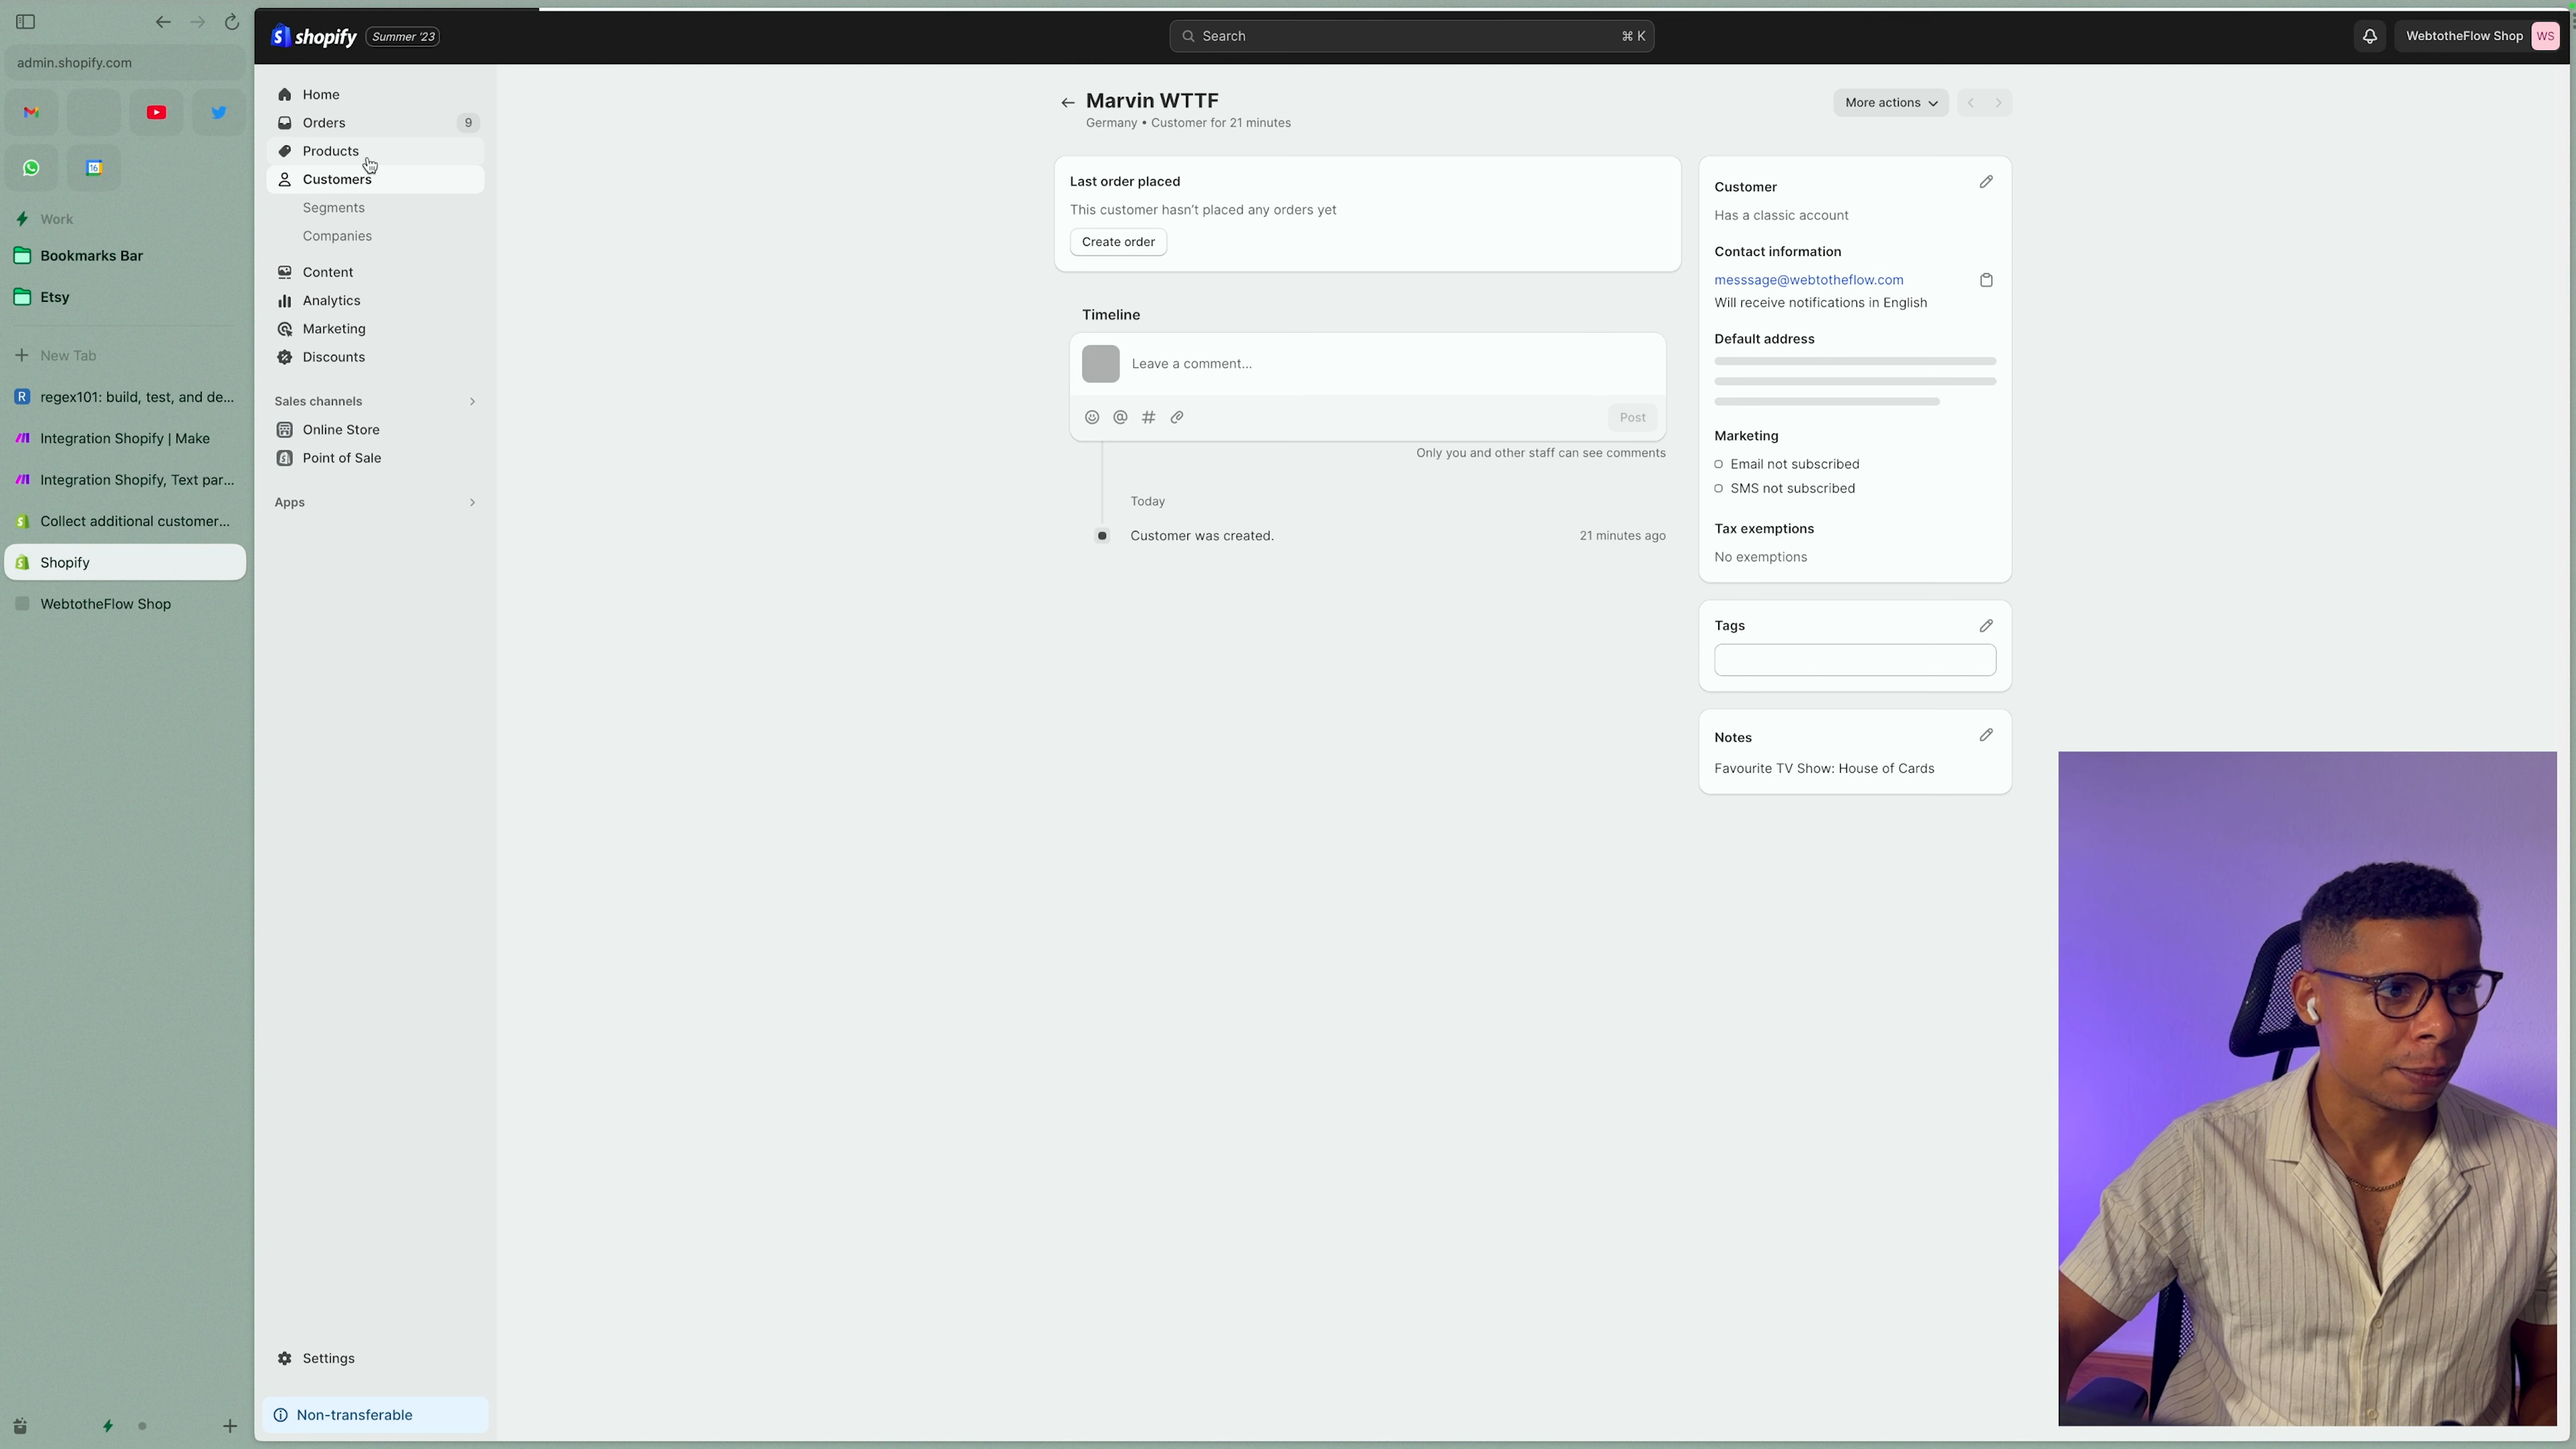 admin.shopify.com
Work
Bookmarks Bar
Etsy
New Tab
R
regex101: build, test, and de...
Integration Shopify | Make
Integration Shopify, Text par...
Collect additional customer...
Shopify
WebtotheFlow Shop
16
shopify
Summer '23
Search
⌘ K
WebtotheFlow Shop
WS
Home
Orders
9
Products
Customers
Segments
Companies
Content
Analytics
Marketing
Discounts
Sales channels
Online Store
Point of Sale
Apps
Settings
Non-transferable
Marvin WTTF
Germany • Customer for 21 minutes
More actions
Last order placed
This customer hasn't placed any orders yet
Create order
Timeline
Leave a comment...
Post
Only you and other staff can see comments
Today
Customer was created.
21 minutes ago
Customer
Has a classic account
Contact information
messsage@webtotheflow.com
Will receive notifications in English
Default address
Marketing
Email not subscribed
SMS not subscribed
Tax exemptions
No exemptions
Tags
Notes
Favourite TV Show: House of Cards